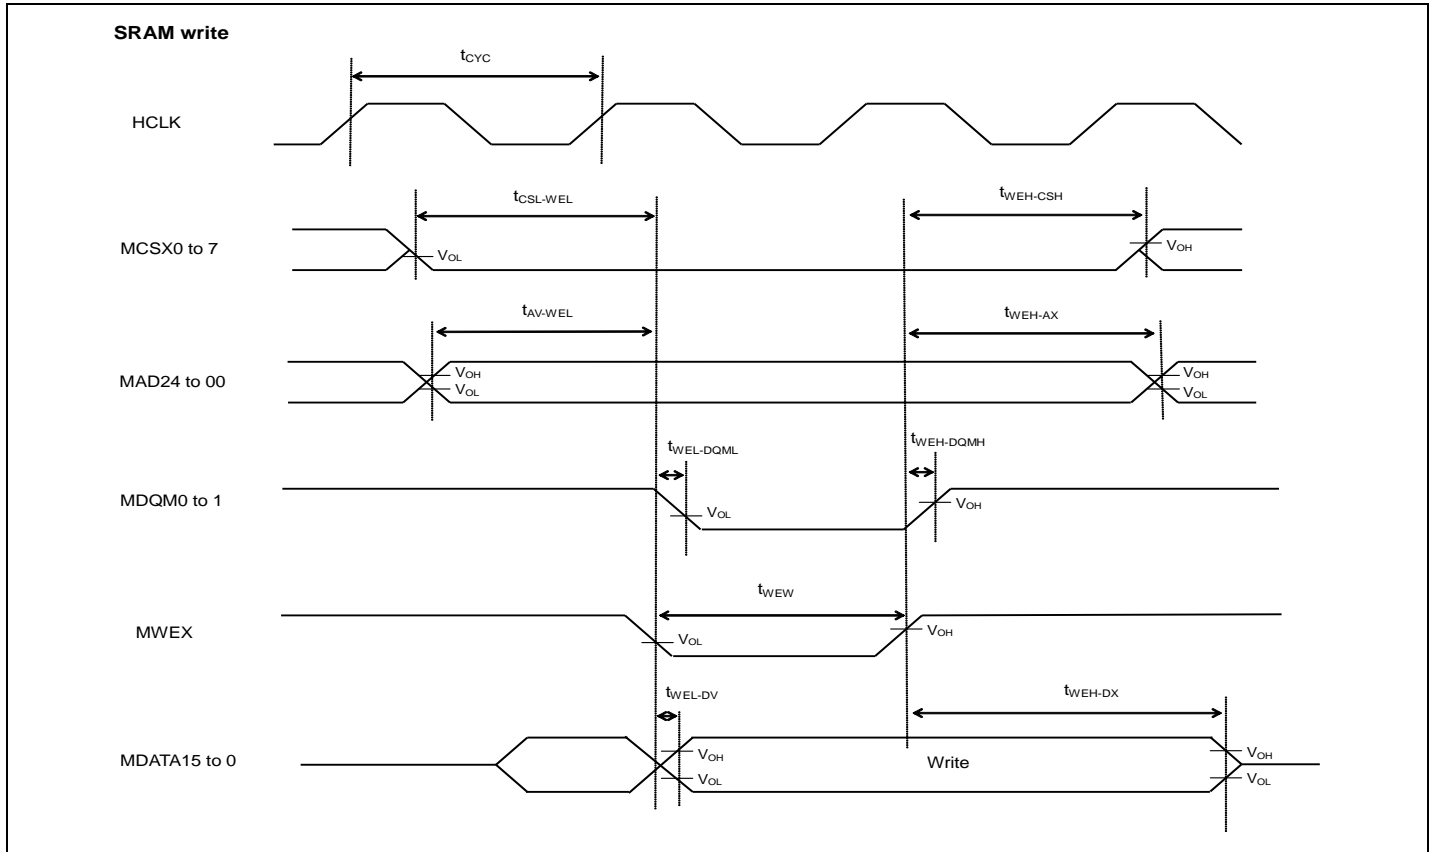 SRAM write
tCYC
HCLK
tCSL-WEL
tWEH-CSH
MCSX0 to 7
VOL
VOH
tAV-WEL
tWEH-AX
MAD24 to 00
VOH
VOL
VOH
VOL
tWEL-DQML
tWEH-DQMH
MDQM0 to 1
VOL
VOH
tWEW
MWEX
VOL
VOH
tWEL-DV
tWEH-DX
MDATA15 to 0
VOH
VOL
Write
VOH
VOL